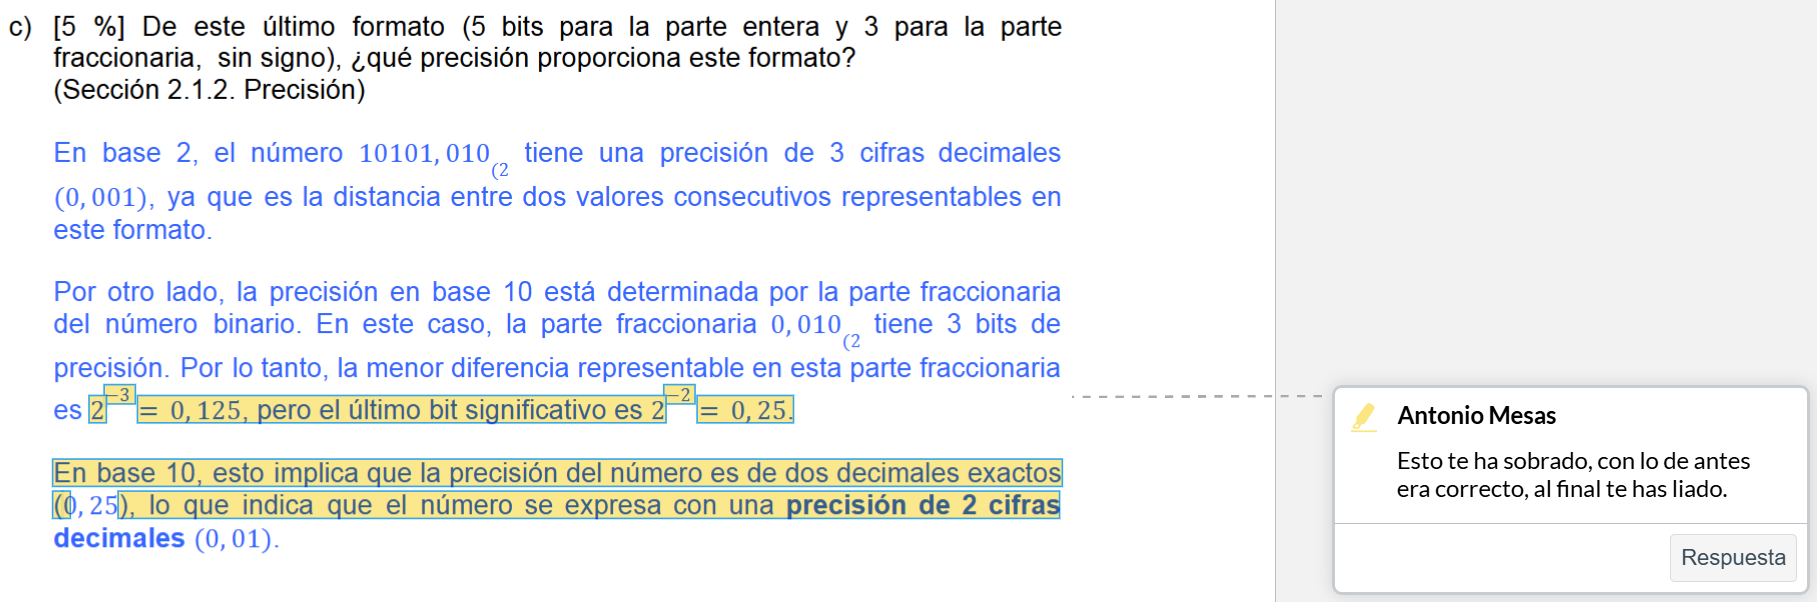 c) [5 %] De este último formato (5 bits para la parte entera y 3 para la parte
fraccionaria, sin signo), ¿qué precisión proporciona este formato?
(Sección 2.1.2. Precisión)
En base 2, el número 10101,010₍₂ tiene una precisión de 3 cifras decimales
(0,001), ya que es la distancia entre dos valores consecutivos representables en
este formato.
Por otro lado, la precisión en base 10 está determinada por la parte fraccionaria
del número binario. En este caso, la parte fraccionaria 0,010₍₂ tiene 3 bits de
precisión. Por lo tanto, la menor diferencia representable en esta parte fraccionaria
es 2⁻³ = 0,125, pero el último bit significativo es 2⁻² = 0,25.
En base 10, esto implica que la precisión del número es de dos decimales exactos
(0,25), lo que indica que el número se expresa con una precisión de 2 cifras
decimales (0,01).
Antonio Mesas
Esto te ha sobrado, con lo de antes
era correcto, al final te has liado.
Respuesta